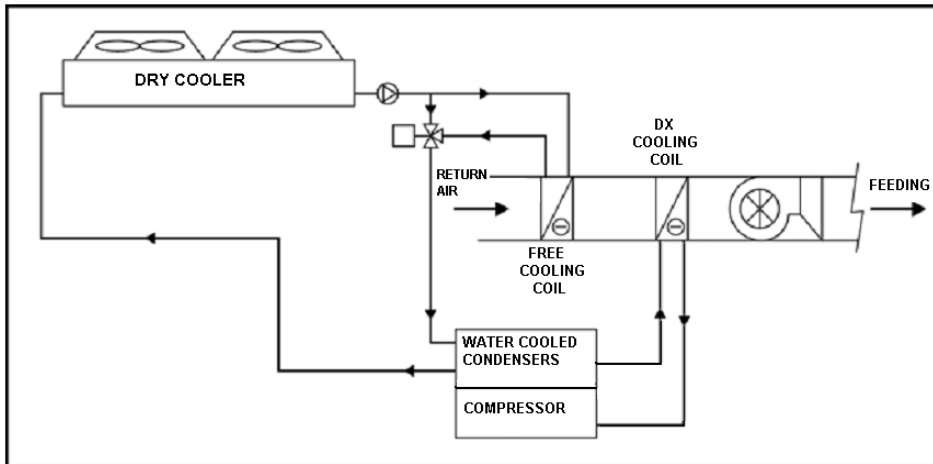 DRY COOLER
DX
COOLING
COIL
RETURN
AIR
FEEDING
FREE
COOLING
COIL
WATER COOLED
CONDENSERS
COMPRESSOR